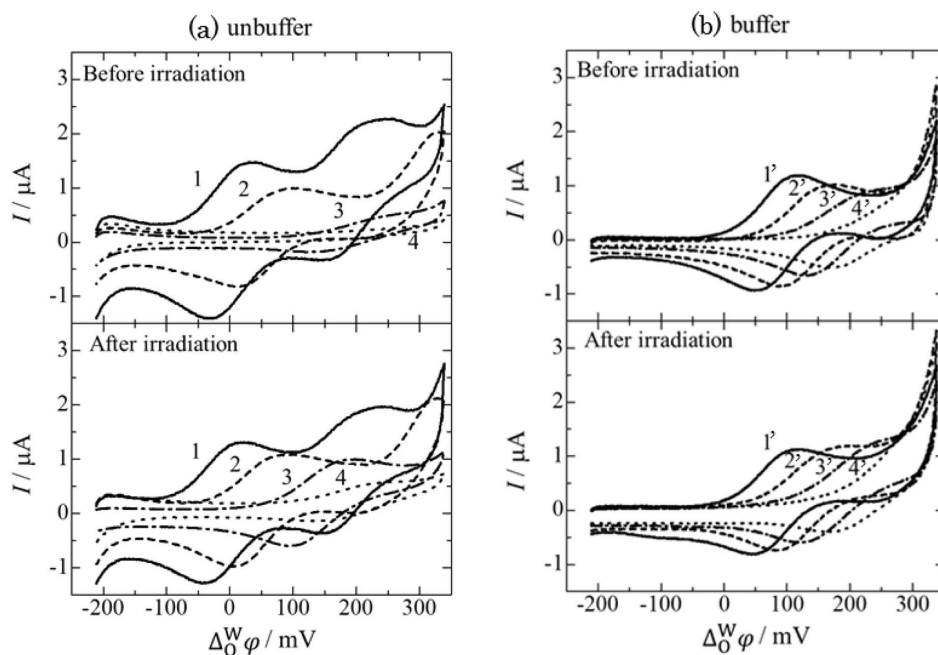 (a) unbuffer
Before irradiation
3
2
1
0
-1
I / μA
1
2
3
4
After irradiation
3
2
1
0
-1
I / μA
1
2
3
4
-200 -100 0 100 200 300
Δ_O^W φ / mV
(b) buffer
Before irradiation
3
2
1
0
-1
I / μA
1’
2’
3’
4’
After irradiation
3
2
1
0
-1
I / μA
1’
2’
3’
4’
-200 -100 0 100 200 300
Δ_O^W φ / mV